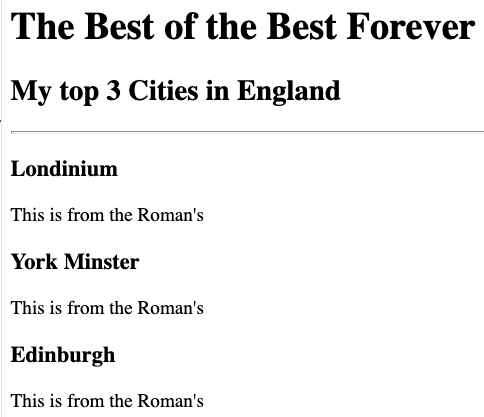 The Best of the Best Forever
My top 3 Cities in England
Londinium
This is from the Roman's
York Minster
This is from the Roman's
Edinburgh
This is from the Roman's